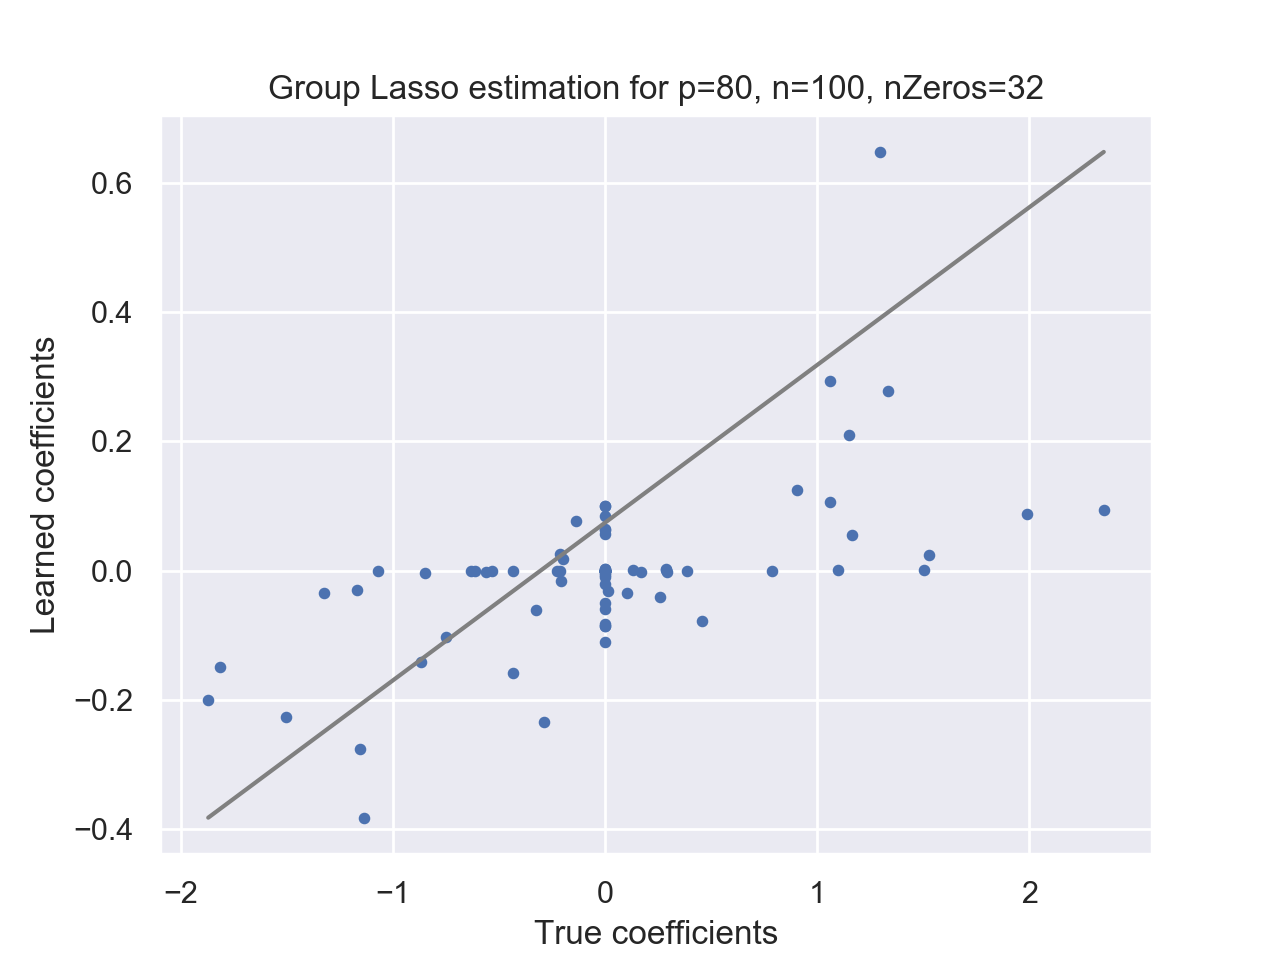 Group Lasso estimation for p=80, n=100, nZeros=32
0.6
0.4
0.2
0.0
−0.2
−0.4
Learned coefficients
−2 −1 0 1 2
True coefficients